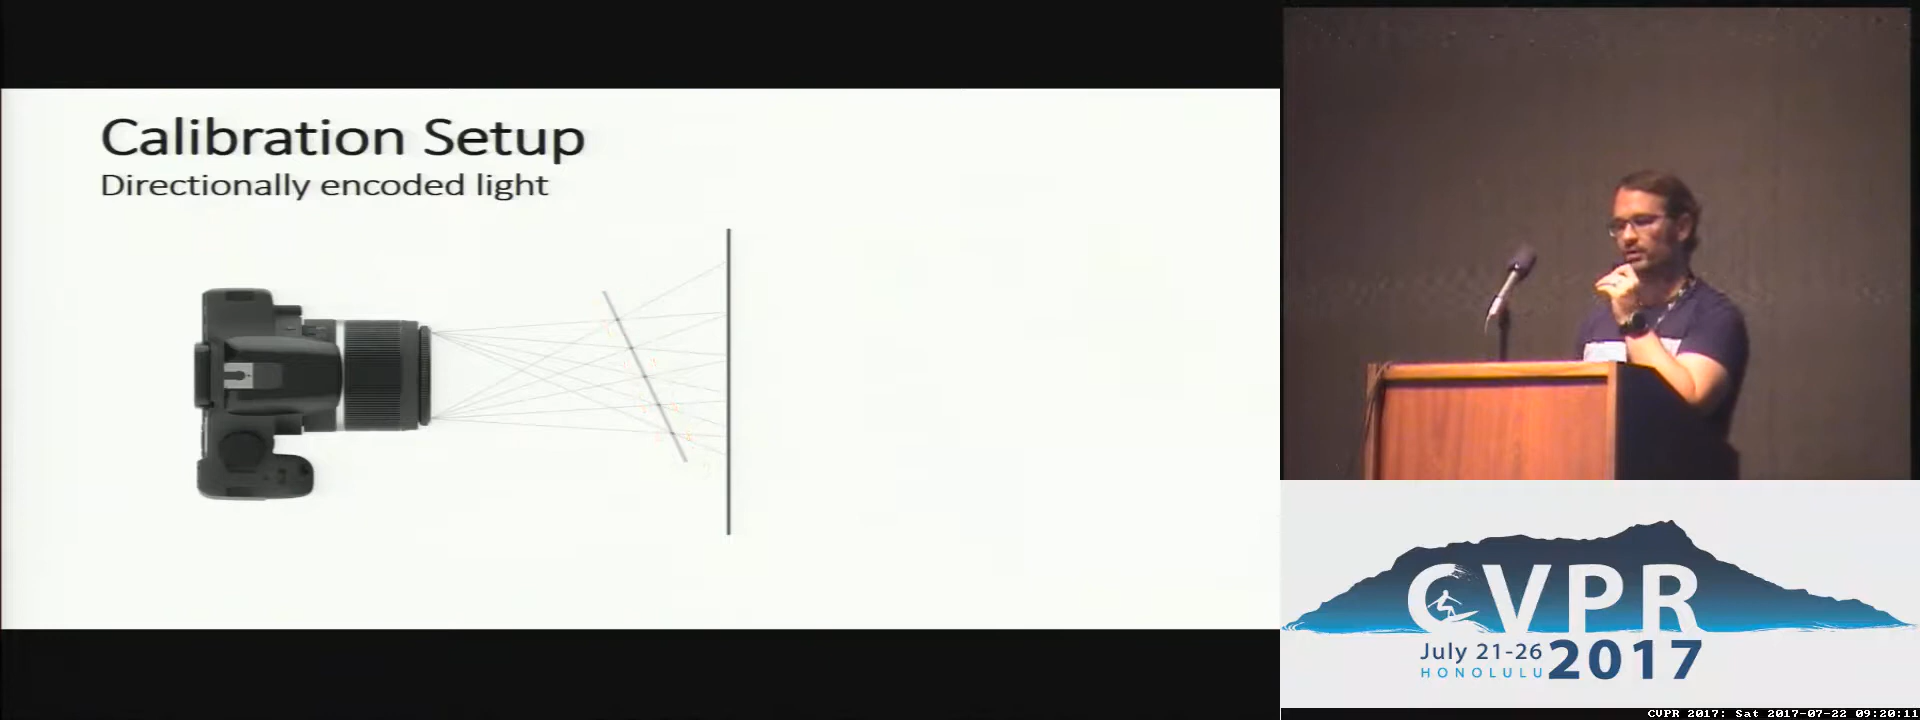 Calibration Setup
Directionally encoded light
CVPR
July 21-26
HONOLULU
2017
CVPR 2017: Sat 2017-07-22 09:20:11